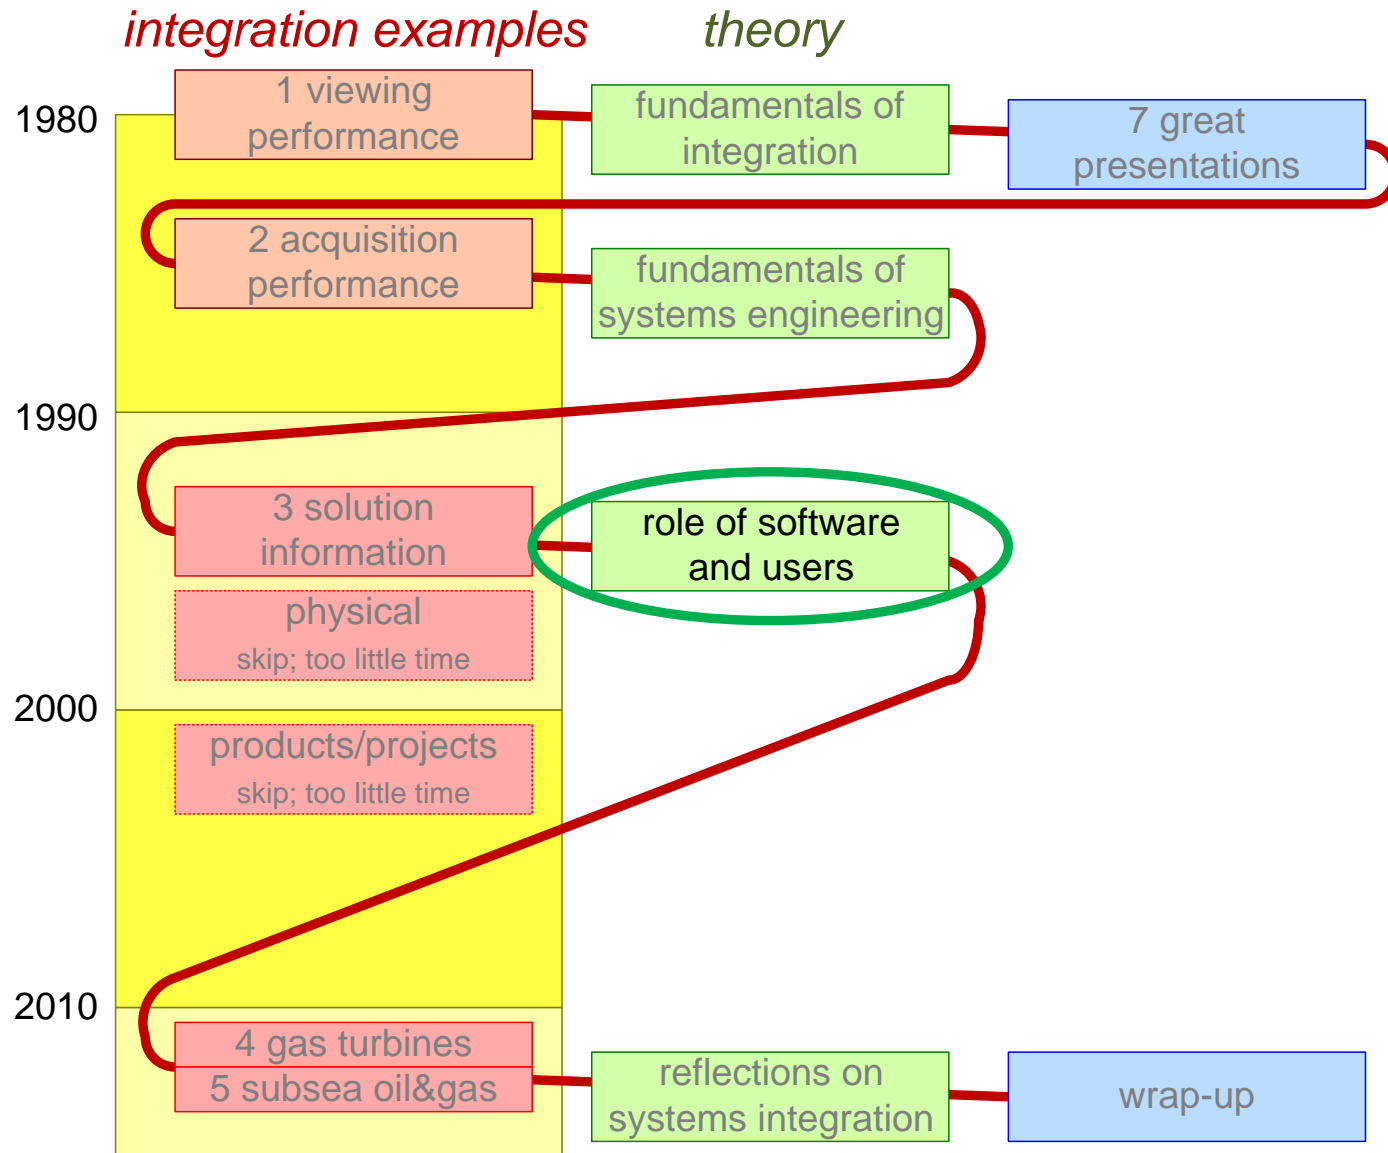 integration examples
theory
1980
1 viewing
performance
fundamentals of
integration
7 great
presentations
2 acquisition
performance
fundamentals of
systems engineering
1990
3 solution
information
role of software
and users
physical
skip; too little time
2000
products/projects
skip; too little time
2010
4 gas turbines
5 subsea oil&gas
reflections on
systems integration
wrap-up